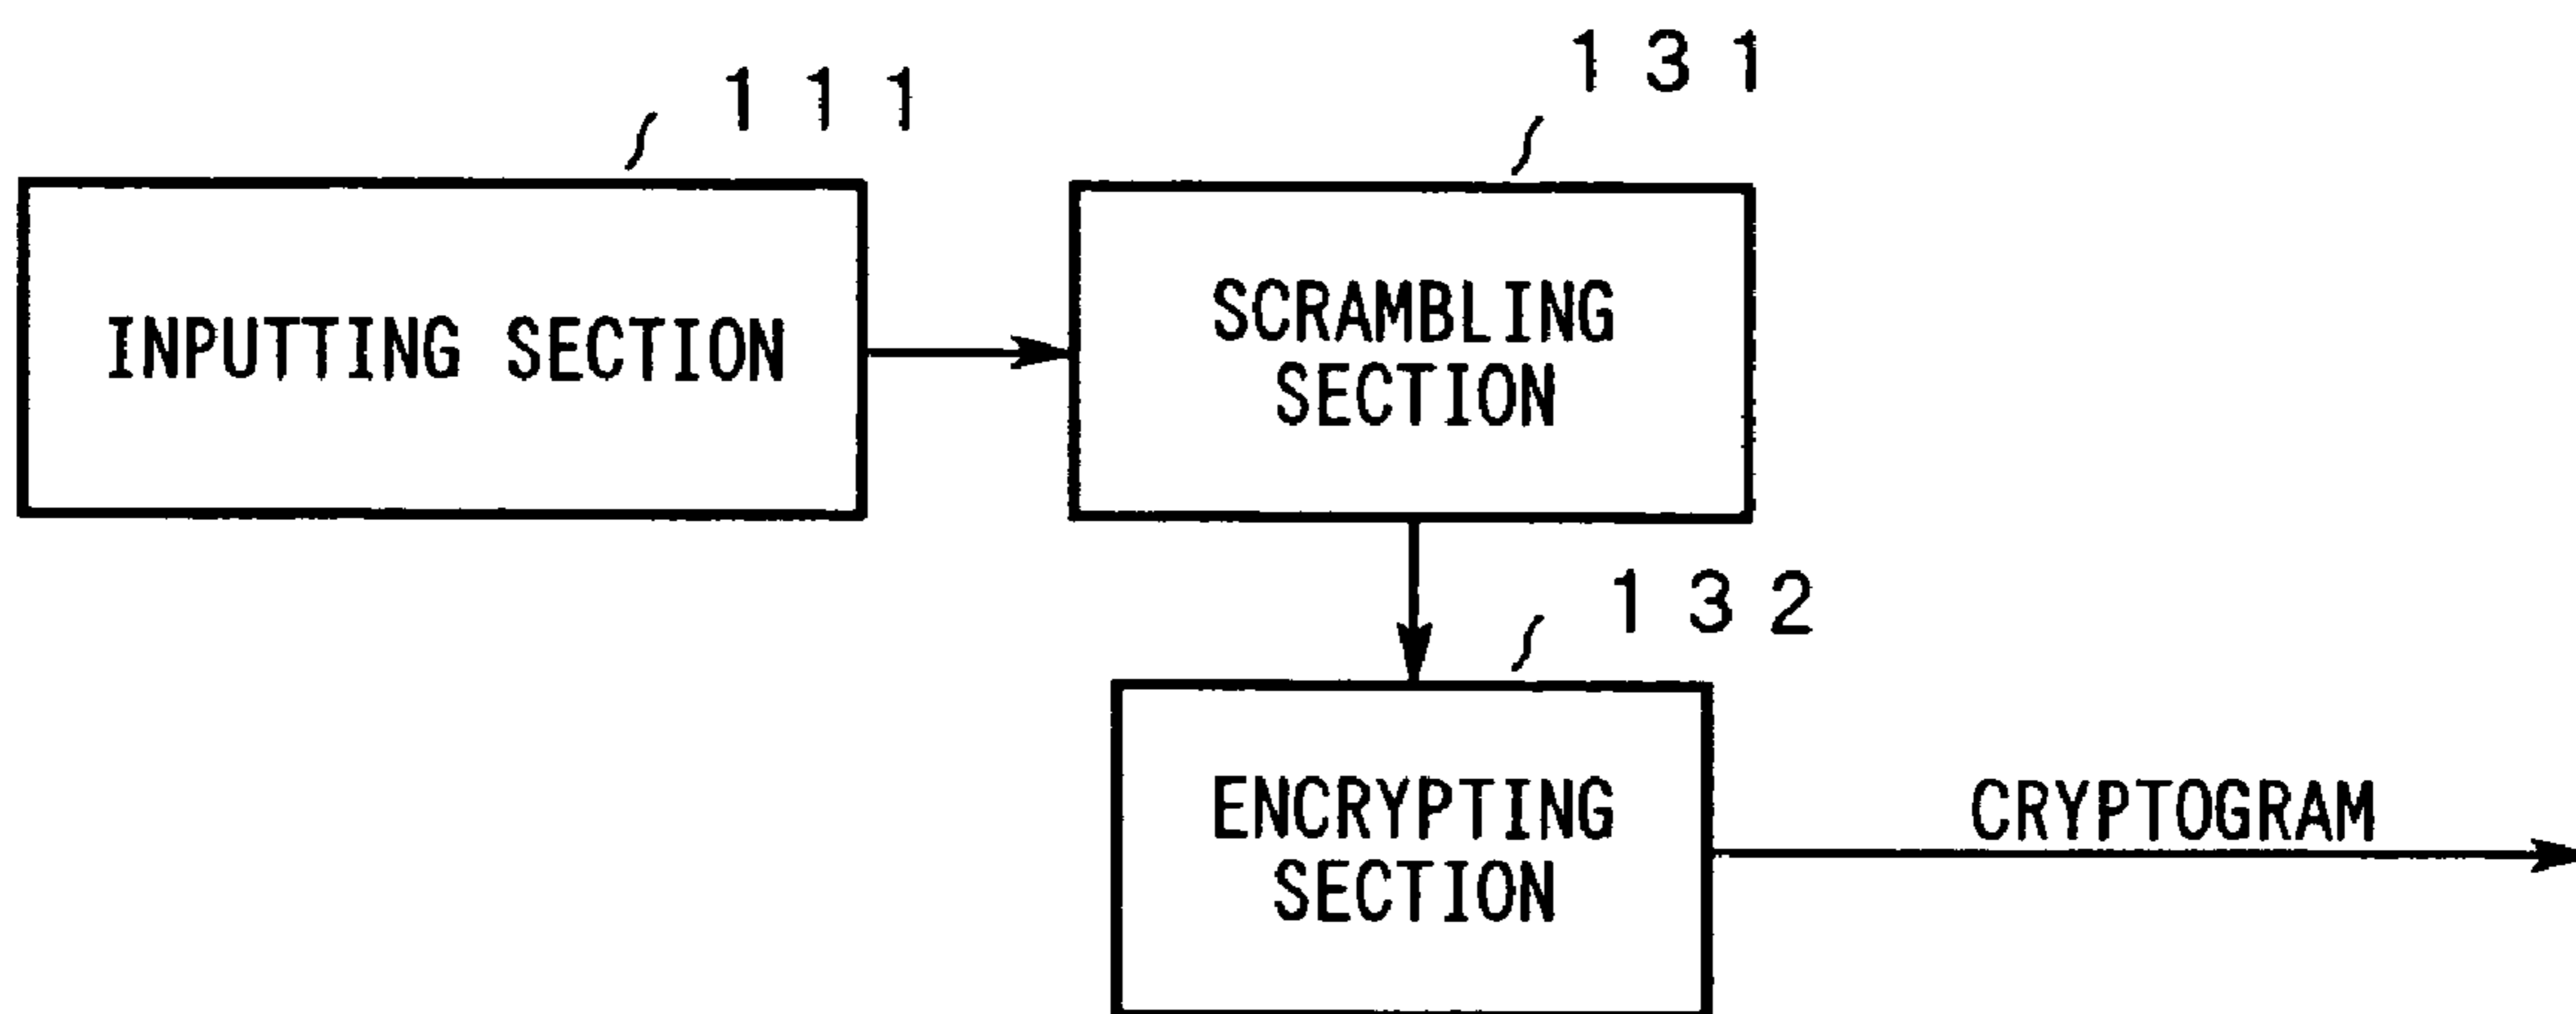 111
131
INPUTTING SECTION
SCRAMBLING
SECTION
132
ENCRYPTING
SECTION
CRYPTOGRAM